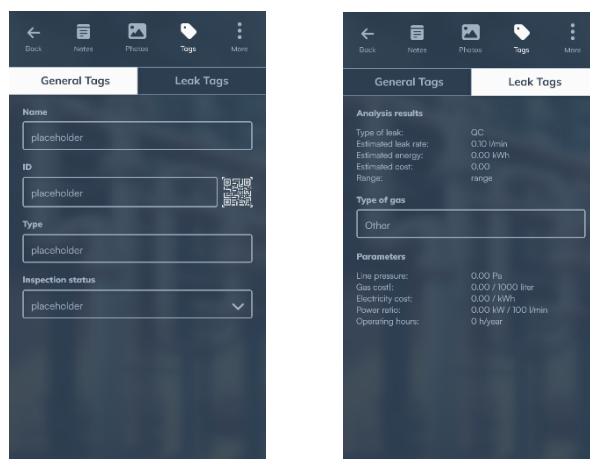 Back Notes Photos Tags More
General Tags Leak Tags
Name
placeholder
ID
placeholder
Type
placeholder
Inspection status
placeholder
Back Notes Photos Tags More
General Tags Leak Tags
Analysis results
Type of leak: QC
Estimated leak rate: 0.10 l/min
Estimated energy: 0.00 kWh
Estimated cost: 0.00
Range: range
Type of gas
Other
Parameters
Line pressure: 0.00 Pa
Gas costl: 0.00 / 1000 liter
Electricity cost: 0.00 / kWh
Power ratio: 0.00 kW / 100 l/min
Operating hours: 0 h/year